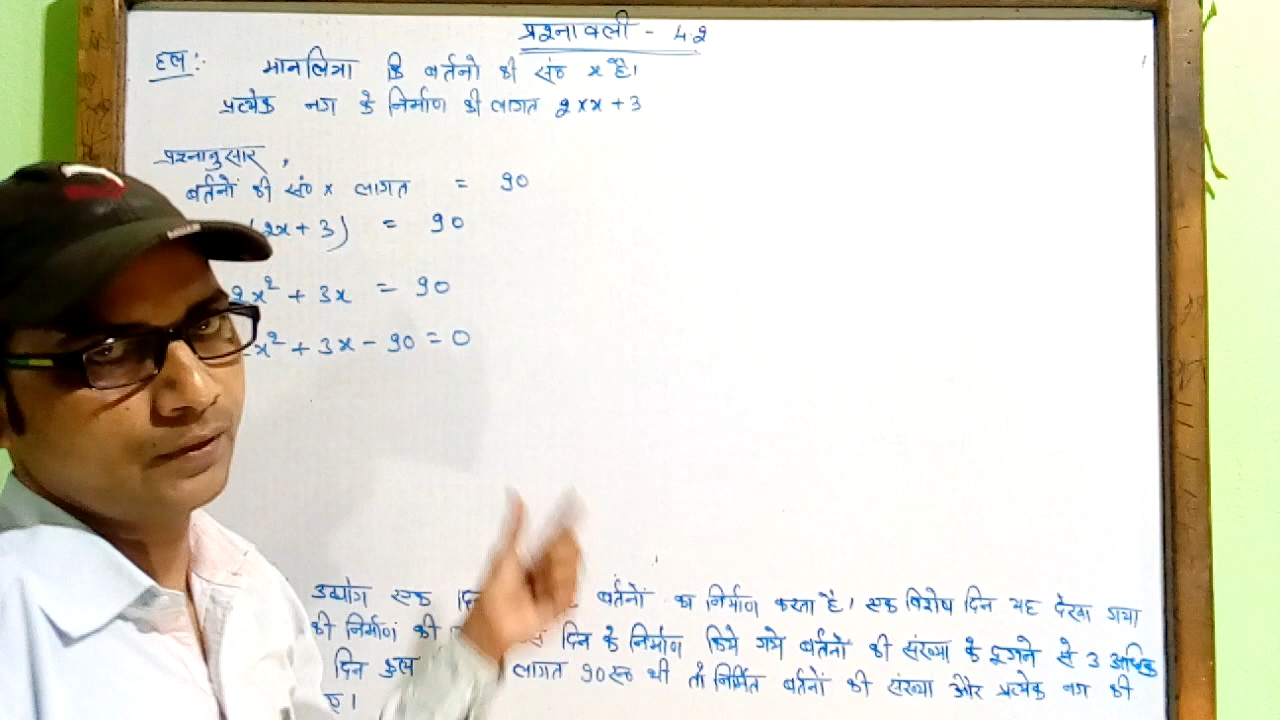 प्रश्नावली - 4.2
हल :- मानलिया कि बर्तनो की सं० x है।
प्रत्येक नग के निर्माण की लागत 2×x + 3
प्रश्नानुसार,
बर्तनों की सं० × लागत = 90
(2x + 3) = 90
2x² + 3x = 90
x² + 3x - 90 = 0
उद्योग एक बर्तनों का निर्माण करता है। एक विशेष दिन यह देखा गया
की निर्माण की दिन के निर्माण किये गये बर्तनों की संख्या के दूगने से 3 अधिक
दिन कुल लागत 90रू० थी तो निर्मित बर्तनों की संख्या और प्रत्येक नग की